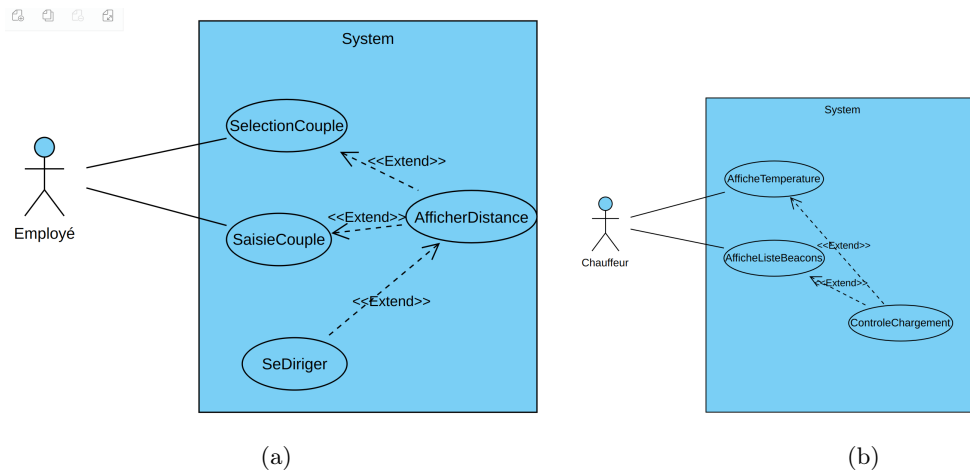 System
SelectionCouple
<<Extend>>
Employé
SaisieCouple
<<Extend>>
AfficherDistance
<<Extend>>
SeDiriger
(a)
System
AfficheTemperature
Chauffeur
<<Extend>>
AfficheListeBeacons
<<Extend>>
ControleChargement
(b)